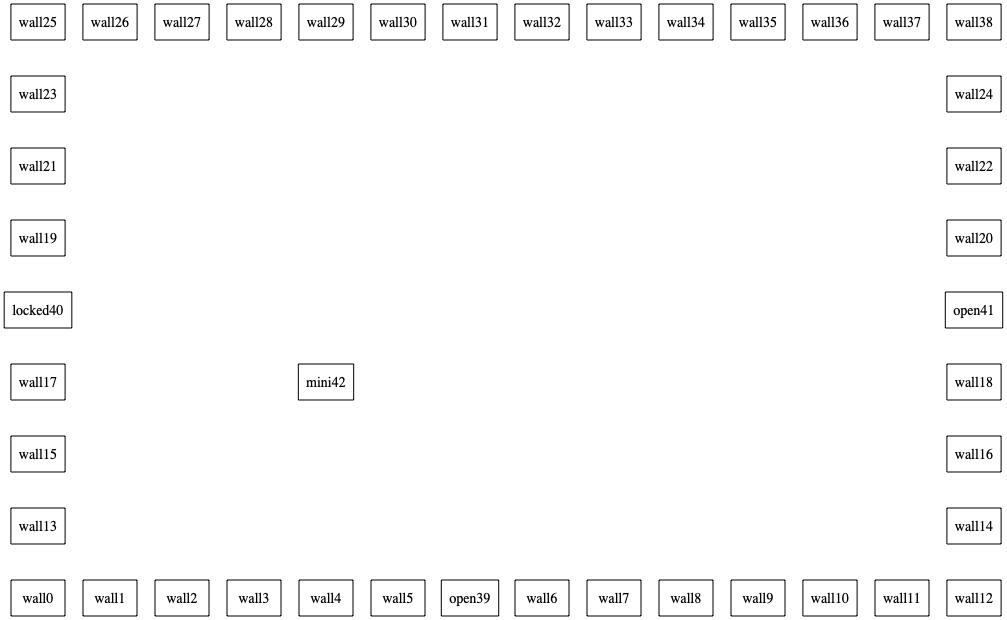 wall25 wall26 wall27 wall28 wall29 wall30 wall31 wall32 wall33 wall34 wall35 wall36 wall37 wall38
wall23 wall24
wall21 wall22
wall19 wall20
locked40 open41
wall17 mini42 wall18
wall15 wall16
wall13 wall14
wall0 wall1 wall2 wall3 wall4 wall5 open39 wall6 wall7 wall8 wall9 wall10 wall11 wall12